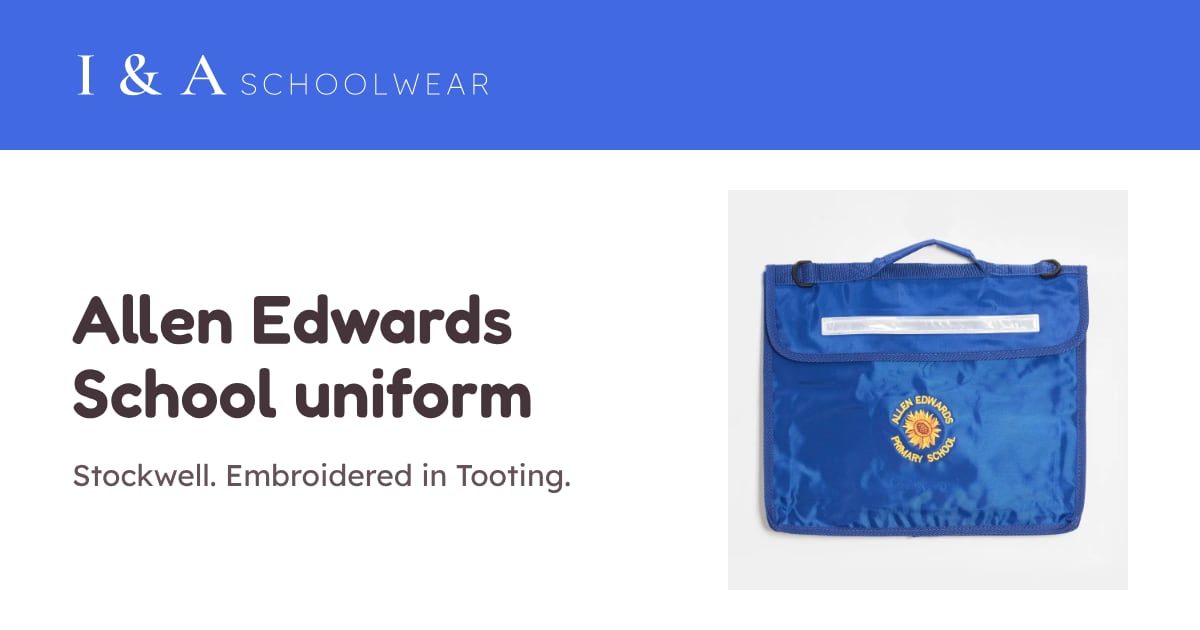 I & A SCHOOLWEAR
Allen Edwards
School uniform
Stockwell. Embroidered in Tooting.
ALLEN EDWARDS
PRIMARY SCHOOL